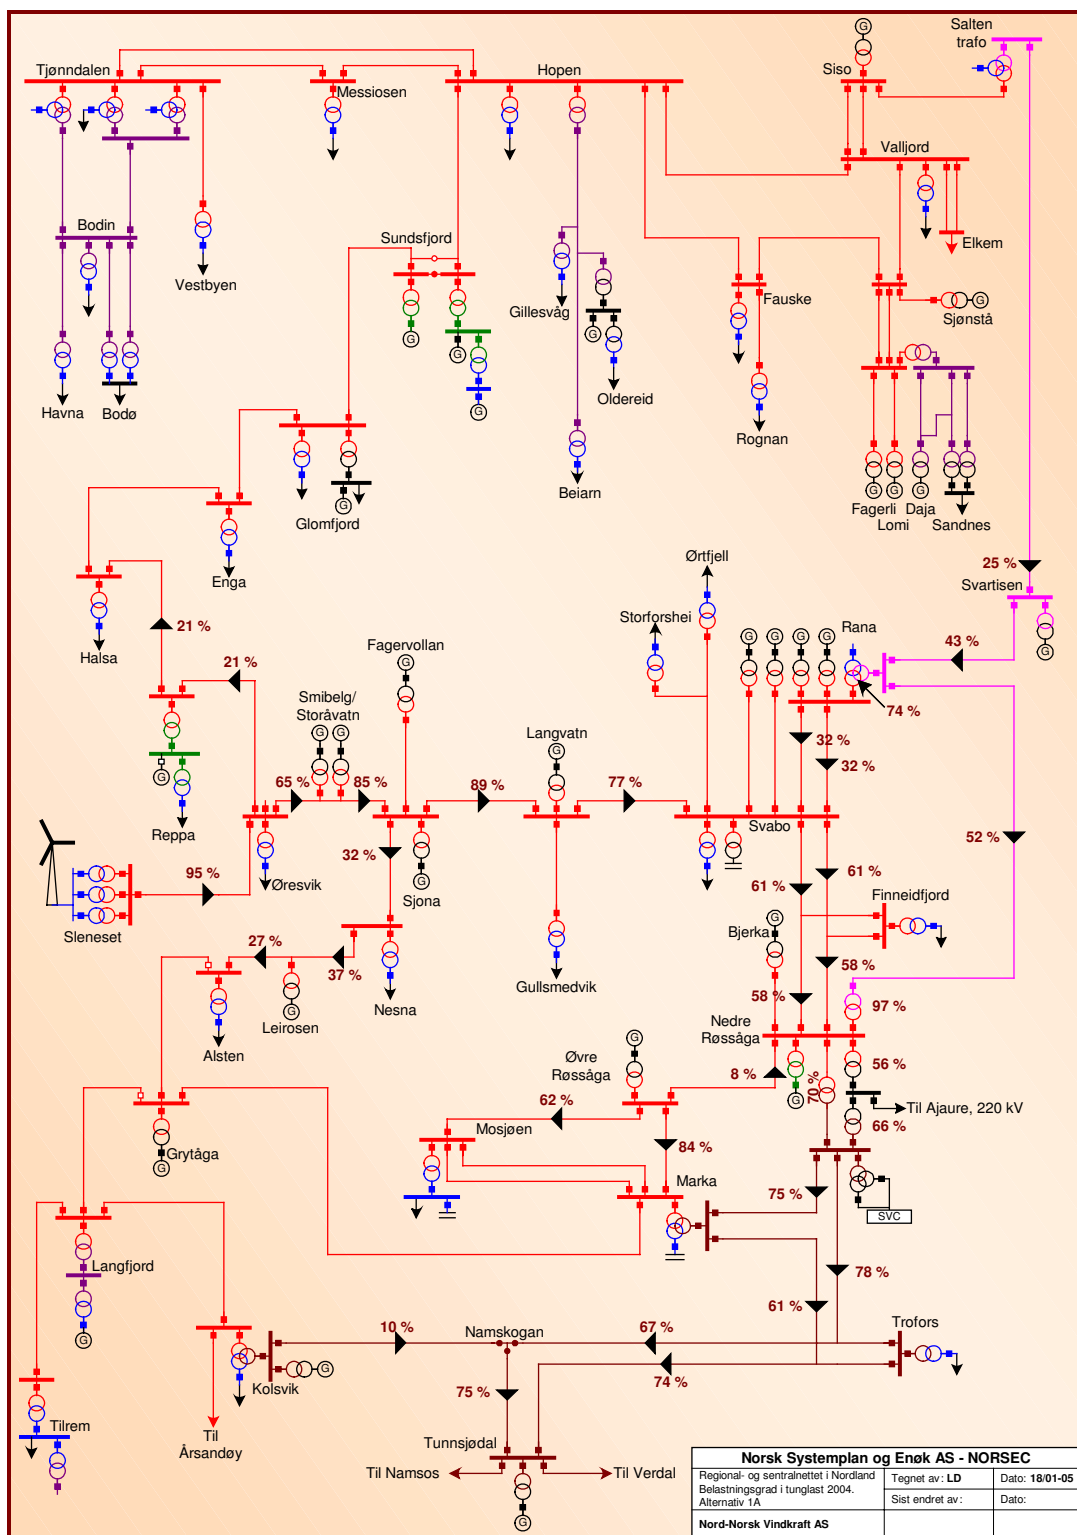 Salten
trafo
G
Siso
Tjønndalen
Messiosen
Hopen
Valljord
Elkem
Bodin
Vestbyen
Sundsfjord
Gillesvåg
Fauske
Sjønstå
G
G
G
G
G
Oldereid
Havna
Bodø
Rognan
Beiarn
G
Glomfjord
G
G
G
Fagerli
Daja
Lomi
Sandnes
Enga
Ørtfjell
25 %
Svartisen
Storforshei
Halsa
21 %
21 %
Fagervollan
G
G
G
G
G
Rana
43 %
G
74 %
Smibelg/
Storåvatn
G
G
Langvatn
G
32 %
32 %
G
Reppa
65 %
85 %
89 %
77 %
Svabo
52 %
32 %
95 %
Øresvik
Sjona
G
61 %
61 %
Finneidfjord
Sleneset
G
Bjerka
27 %
37 %
Nesna
Gullsmedvik
58 %
58 %
97 %
Leirosen
G
Alsten
Nedre
Røssåga
Øvre
Røssåga
G
8 %
G
70 %
56 %
Til Ajaure, 220 kV
66 %
62 %
Mosjøen
84 %
Grytåga
G
Marka
75 %
SVC
Langfjord
G
78 %
61 %
10 %
Namskogan
67 %
Trofors
74 %
G
Kolsvik
75 %
Tilrem
Til
Årsandøy
Tunnsjødal
Til Namsos
Til Verdal
G
Norsk Systemplan og Enøk AS - NORSEC
Regional- og sentralnettet i Nordland
Belastningsgrad i tunglast 2004.
Alternativ 1A
Tegnet av: LD
Dato: 18/01-05
Sist endret av:
Dato:
Nord-Norsk Vindkraft AS